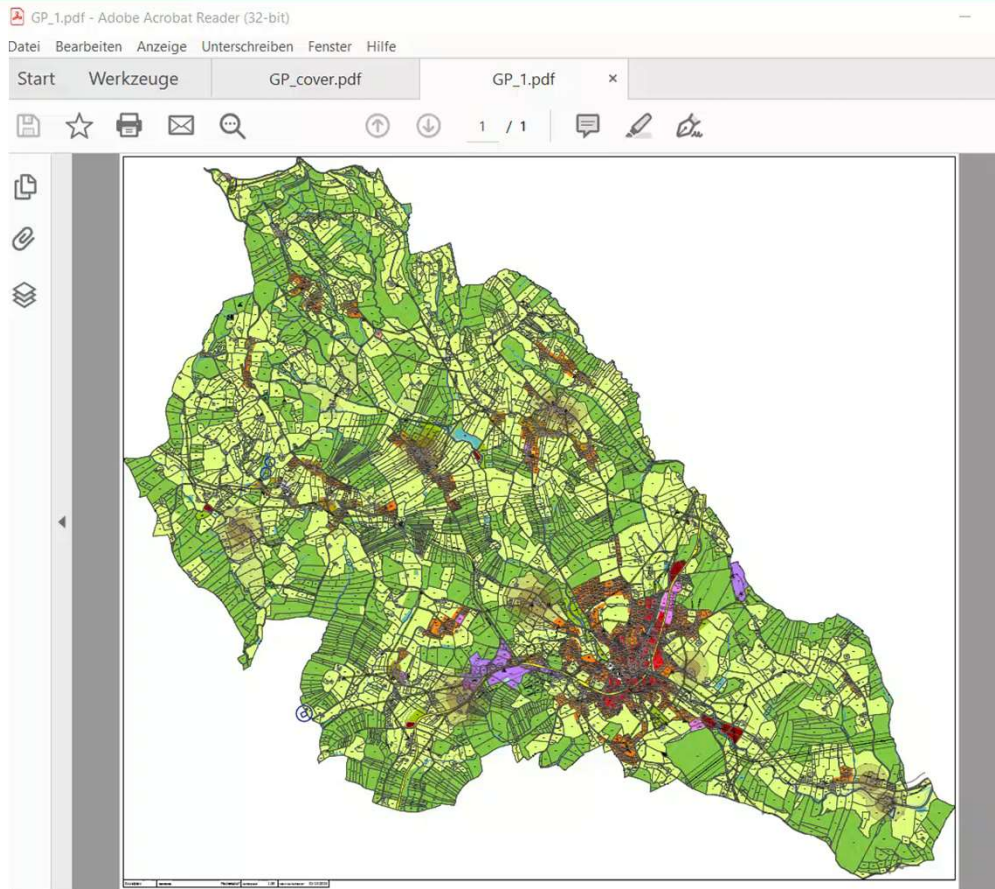 GP_1.pdf - Adobe Acrobat Reader (32-bit)
Datei Bearbeiten Anzeige Unterschreiben Fenster Hilfe
Start Werkzeuge GP_cover.pdf GP_1.pdf ×
1 / 1